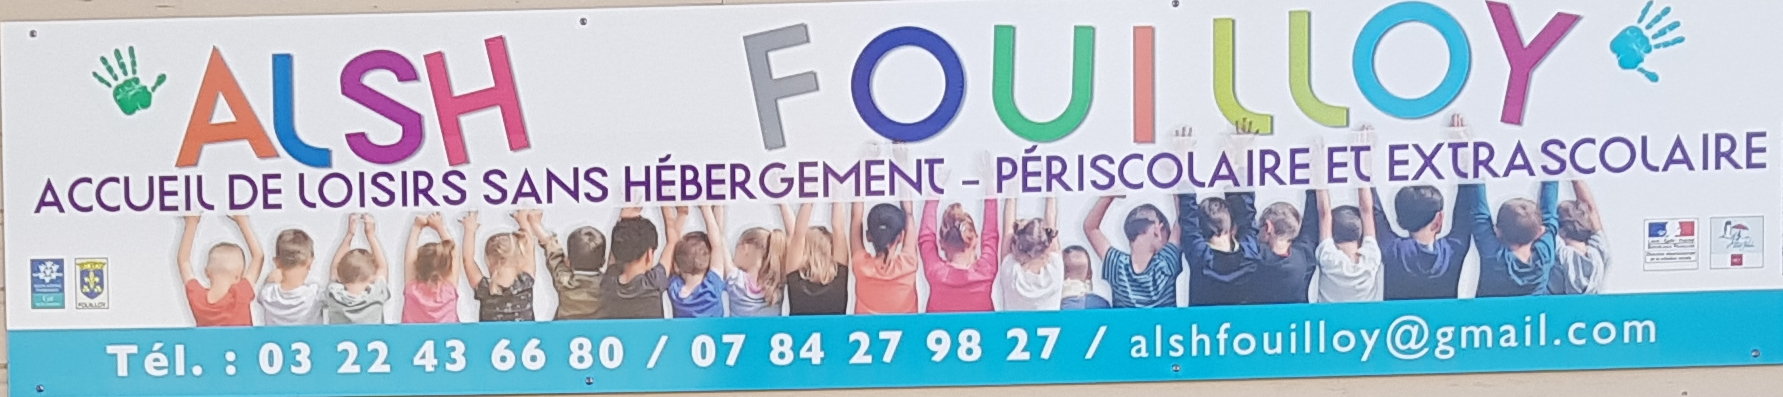 ALSH FOUILLOY
ACCUEIL DE LOISIRS SANS HÉBERGEMENT - PÉRISCOLAIRE ET EXTRASCOLAIRE
FOUILLOY
Tél. : 03 22 43 66 80 / 07 84 27 98 27 / alshfouilloy@gmail.com